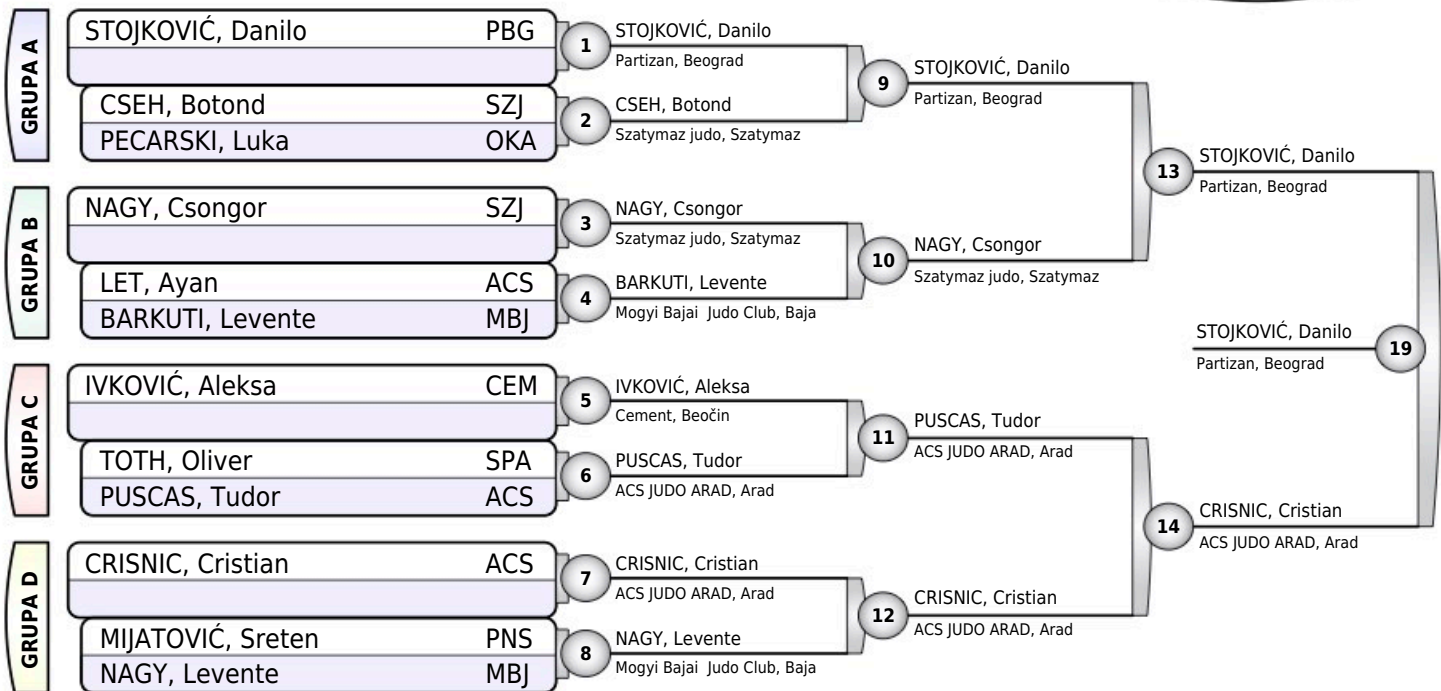 GRUPA A
STOJKOVIĆ, Danilo PBG
CSEH, Botond SZJ
PECARSKI, Luka OKA
1
STOJKOVIĆ, Danilo
Partizan, Beograd
2
CSEH, Botond
Szatymaz judo, Szatymaz
9
STOJKOVIĆ, Danilo
Partizan, Beograd
GRUPA B
NAGY, Csongor SZJ
LET, Ayan ACS
BARKUTI, Levente MBJ
3
NAGY, Csongor
Szatymaz judo, Szatymaz
4
BARKUTI, Levente
Mogyi Bajai Judo Club, Baja
10
NAGY, Csongor
Szatymaz judo, Szatymaz
13
STOJKOVIĆ, Danilo
Partizan, Beograd
GRUPA C
IVKOVIĆ, Aleksa CEM
TOTH, Oliver SPA
PUSCAS, Tudor ACS
5
IVKOVIĆ, Aleksa
Cement, Beočin
6
PUSCAS, Tudor
ACS JUDO ARAD, Arad
11
PUSCAS, Tudor
ACS JUDO ARAD, Arad
GRUPA D
CRISNIC, Cristian ACS
MIJATOVIĆ, Sreten PNS
NAGY, Levente MBJ
7
CRISNIC, Cristian
ACS JUDO ARAD, Arad
8
NAGY, Levente
Mogyi Bajai Judo Club, Baja
12
CRISNIC, Cristian
ACS JUDO ARAD, Arad
14
CRISNIC, Cristian
ACS JUDO ARAD, Arad
STOJKOVIĆ, Danilo
Partizan, Beograd
19